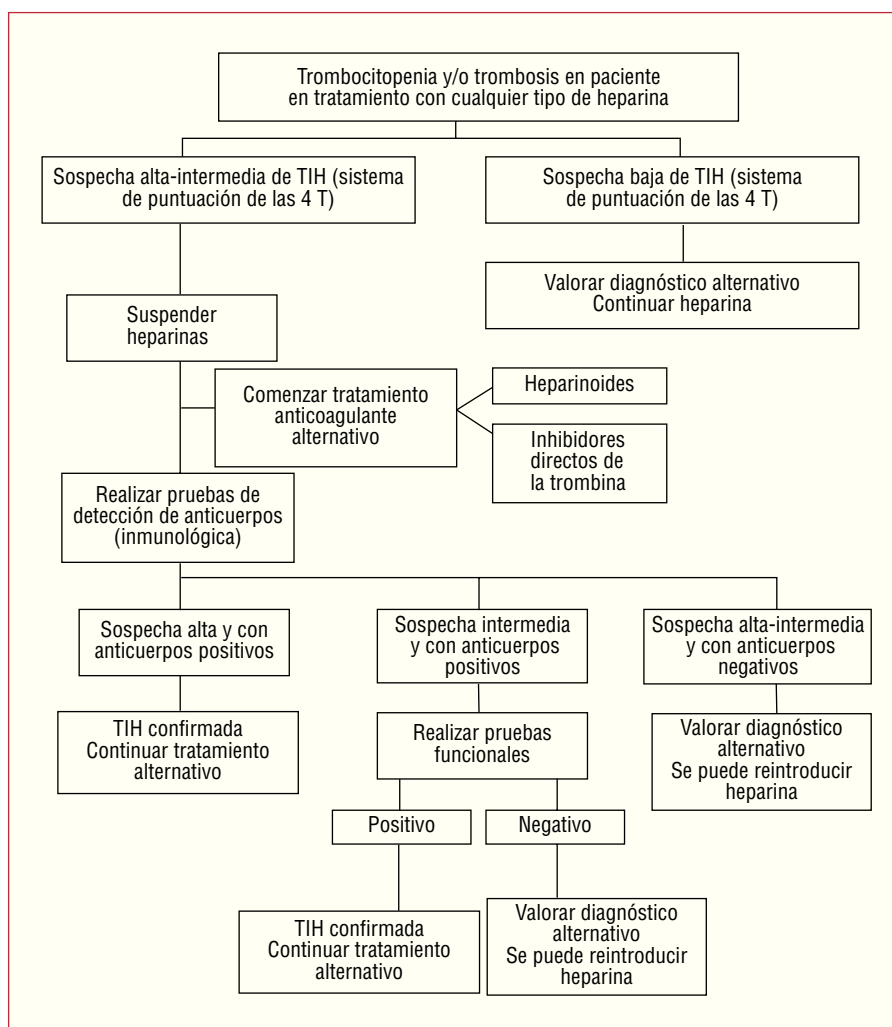 Trombocitopenia y/o trombosis en paciente
en tratamiento con cualquier tipo de heparina
Sospecha alta-intermedia de TIH (sistema
de puntuación de las 4 T)
Sospecha baja de TIH (sistema
de puntuación de las 4 T)
Suspender
heparinas
Valorar diagnóstico alternativo
Continuar heparina
Comenzar tratamiento
anticoagulante
alternativo
Heparinoides
Inhibidores
directos de
la trombina
Realizar pruebas de
detección de anticuerpos
(inmunológica)
Sospecha alta y con
anticuerpos positivos
Sospecha intermedia
y con anticuerpos
positivos
Sospecha alta-intermedia
y con anticuerpos
negativos
TIH confirmada
Continuar tratamiento
alternativo
Realizar pruebas
funcionales
Valorar diagnóstico
alternativo
Se puede reintroducir
heparina
Positivo
Negativo
TIH confirmada
Continuar tratamiento
alternativo
Valorar diagnóstico
alternativo
Se puede reintroducir
heparina